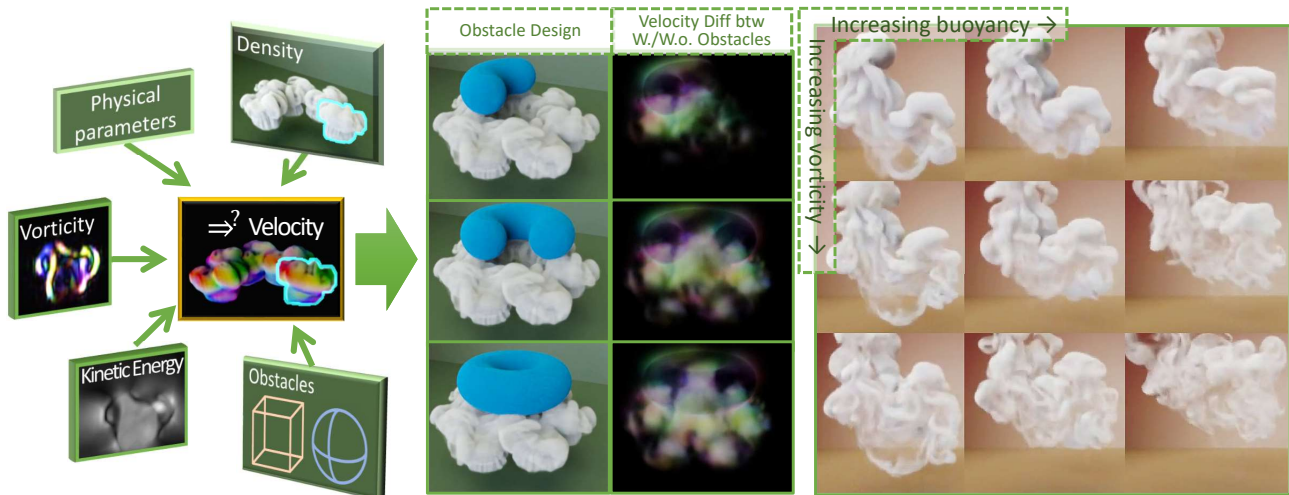 Density
Physical
parameters
Vorticity
⇒? Velocity
Kinetic Energy
Obstacles
Obstacle Design
Velocity Diff btw
W./W.o. Obstacles
Increasing buoyancy →
Increasing vorticity →